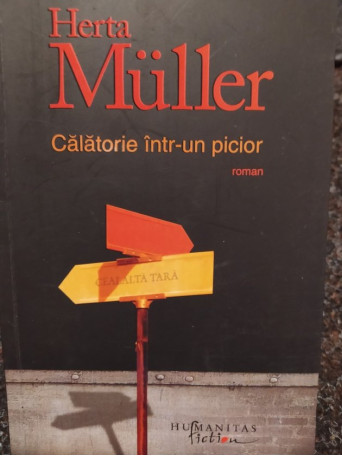 Herta
Müller
Călătorie într-un picior
roman
CEALALTĂ ȚARĂ
HUMANITAS
fiction